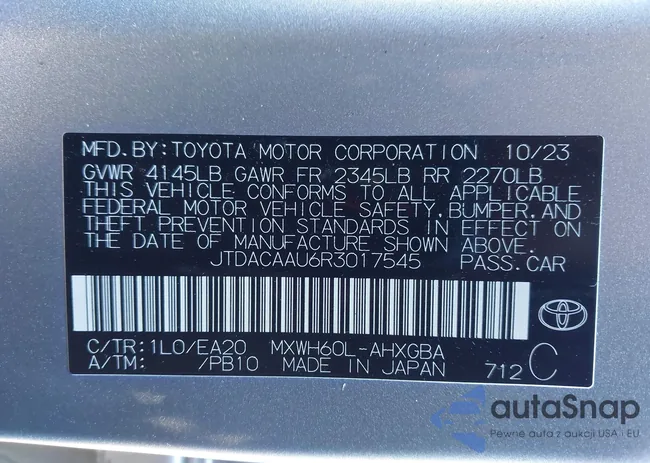 MFD.BY:TOYOTA MOTOR CORPORATION 10/23
GVWR 4145LB GAWR FR 2345LB RR 2270LB
THIS VEHICLE CONFORMS TO ALL APPLICABLE
FEDERAL MOTOR VEHICLE SAFETY,BUMPER,AND
THEFT PREVENTION STANDARDS IN EFFECT ON
THE DATE OF MANUFACTURE SHOWN ABOVE.
JTDACAAU6R3017545 PASS.CAR
C/TR:1L0/EA20 MXWH60L-AHXGBA
A/TM: /PB10 MADE IN JAPAN 712 C
autaSnap
Pewne auta z aukcji USA i EU